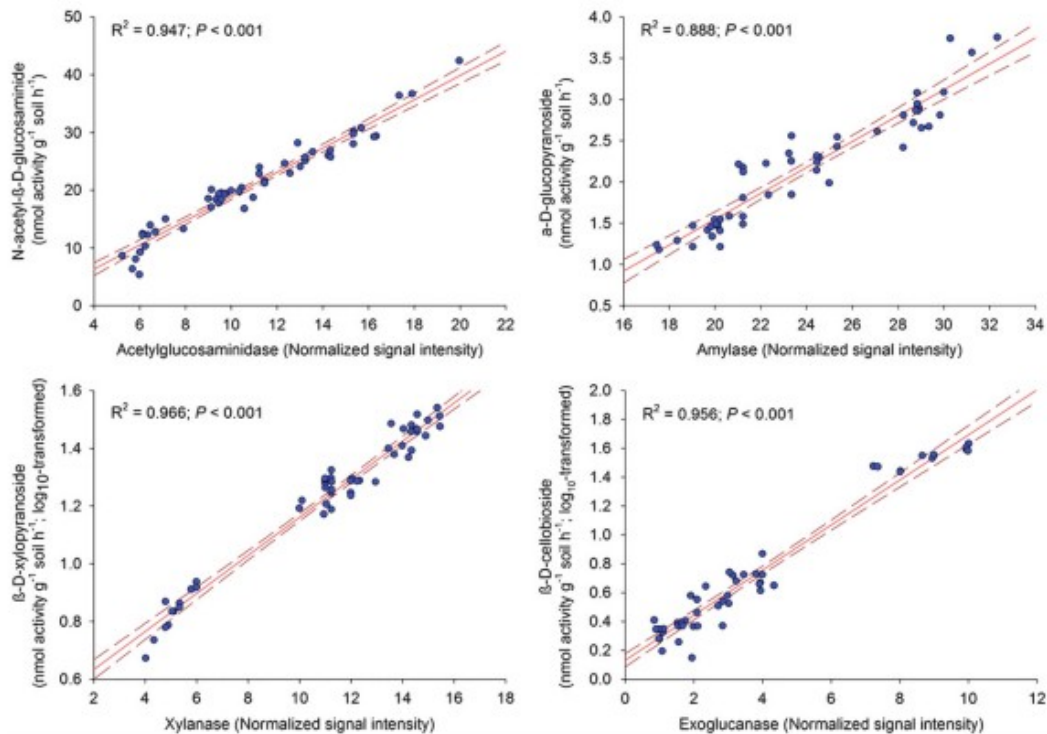 R² = 0.947; P < 0.001
N-acetyl-ß-D-glucosaminide
(nmol activity g⁻¹ soil h⁻¹)
50
40
30
20
10
0
4 6 8 10 12 14 16 18 20 22
Acetylglucosaminidase (Normalized signal intensity)
R² = 0.888; P < 0.001
a-D-glucopyranoside
(nmol activity g⁻¹ soil h⁻¹)
4.0
3.5
3.0
2.5
2.0
1.5
1.0
0.5
16 18 20 22 24 26 28 30 32 34
Amylase (Normalized signal intensity)
R² = 0.966; P < 0.001
ß-D-xylopyranoside
(nmol activity g⁻¹ soil h⁻¹; log₁₀-transformed)
1.6
1.4
1.2
1.0
0.8
0.6
2 4 6 8 10 12 14 16 18
Xylanase (Normalized signal intensity)
R² = 0.956; P < 0.001
ß-D-cellobioside
(nmol activity g⁻¹ soil h⁻¹; log₁₀-transformed)
2.0
1.8
1.6
1.4
1.2
1.0
0.8
0.6
0.4
0.2
0.0
0 2 4 6 8 10 12
Exoglucanase (Normalized signal intensity)